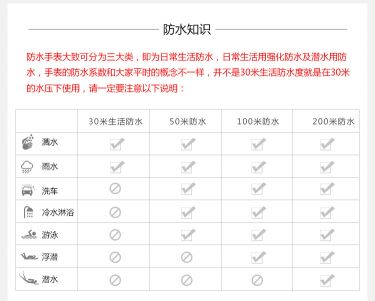 防水知识
防水手表大致可分为三大类，即为日常生活防水，日常生活用强化防水及潜水用防
水，手表的防水系数和大家平时的概念不一样，并不是30米生活防水度就是在30米
的水压下使用，请一定要注意以下说明：
30米生活防水 50米防水 100米防水 200米防水
溅水
雨水
洗车
冷水淋浴
游泳
浮潜
潜水